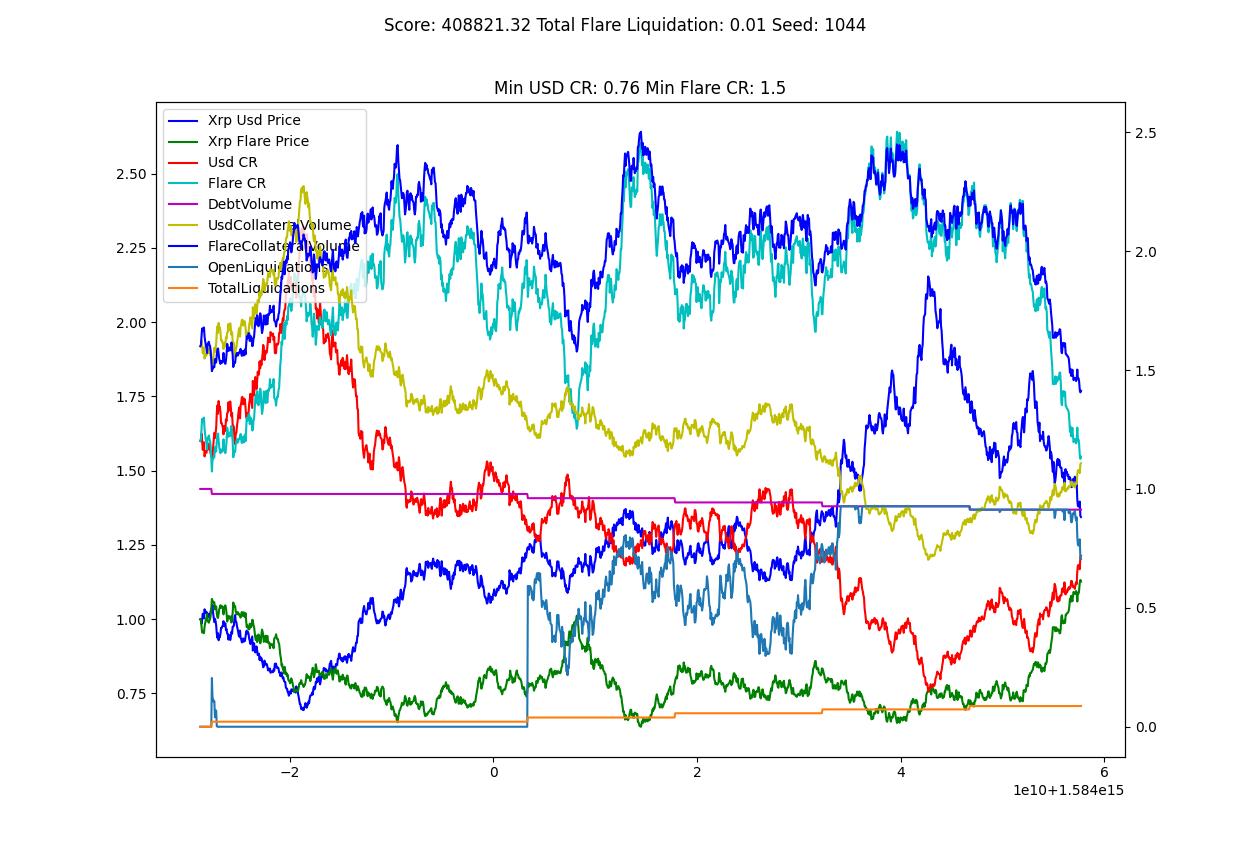 Score: 408821.32 Total Flare Liquidation: 0.01 Seed: 1044
Min USD CR: 0.76 Min Flare CR: 1.5
Xrp Usd Price
Xrp Flare Price
Usd CR
Flare CR
DebtVolume
UsdCollateralVolume
FlareCollateralVolume
OpenLiquidations
TotalLiquidations
2.50
2.25
2.00
1.75
1.50
1.25
1.00
0.75
2.5
2.0
1.5
1.0
0.5
0.0
−2
0
2
4
6
1e10+1.584e15